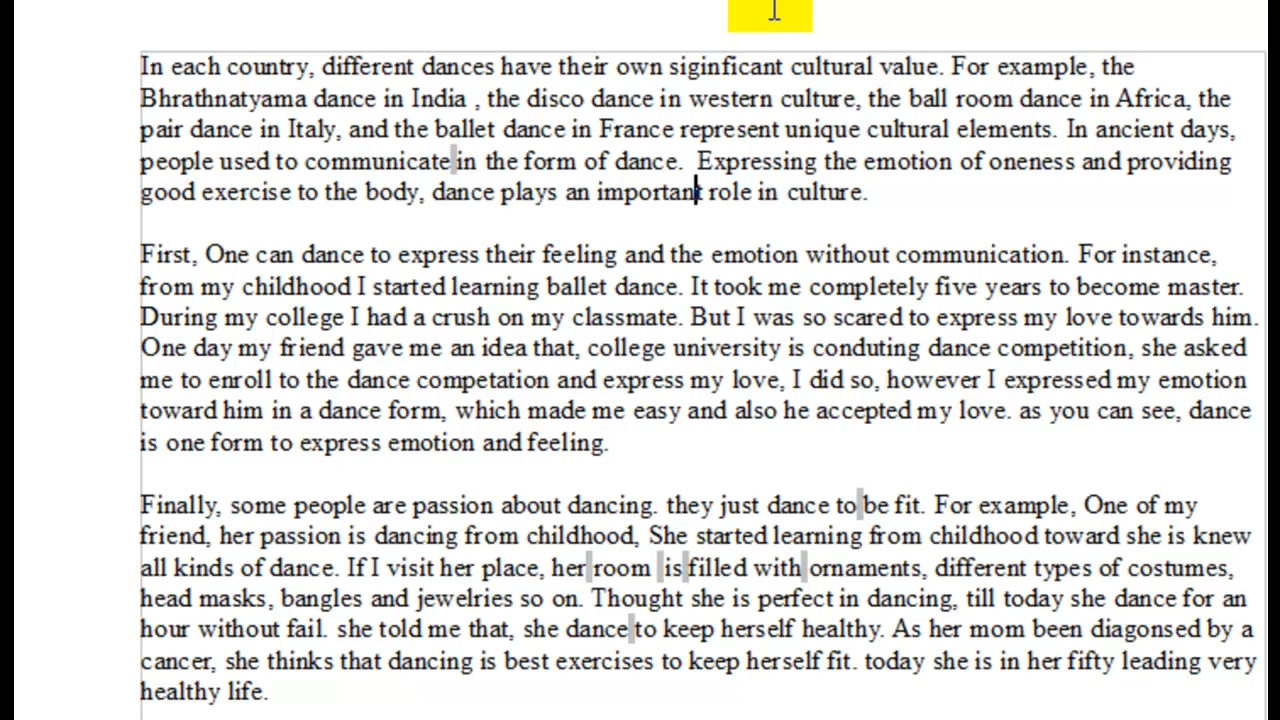 In each country, different dances have their own siginficant cultural value. For example, the
Bhrathnatyama dance in India , the disco dance in western culture, the ball room dance in Africa, the
pair dance in Italy, and the ballet dance in France represent unique cultural elements. In ancient days,
people used to communicate in the form of dance.  Expressing the emotion of oneness and providing
good exercise to the body, dance plays an important role in culture.
First, One can dance to express their feeling and the emotion without communication. For instance,
from my childhood I started learning ballet dance. It took me completely five years to become master.
During my college I had a crush on my classmate. But I was so scared to express my love towards him.
One day my friend gave me an idea that, college university is conduting dance competition, she asked
me to enroll to the dance competation and express my love, I did so, however I expressed my emotion
toward him in a dance form, which made me easy and also he accepted my love. as you can see, dance
is one form to express emotion and feeling.
Finally, some people are passion about dancing. they just dance to be fit. For example, One of my
friend, her passion is dancing from childhood, She started learning from childhood toward she is knew
all kinds of dance. If I visit her place, her room  is filled with ornaments, different types of costumes,
head masks, bangles and jewelries so on. Thought she is perfect in dancing, till today she dance for an
hour without fail. she told me that, she dance to keep herself healthy. As her mom been diagonsed by a
cancer, she thinks that dancing is best exercises to keep herself fit. today she is in her fifty leading very
healthy life.